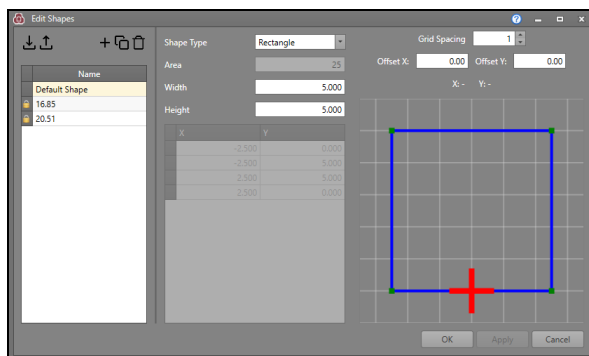 Edit Shapes
?
Shape Type Rectangle
Area 25
Width 5.000
Height 5.000
Name
Default Shape
16.85
20.51
X Y
-2.500 0.000
-2.500 5.000
2.500 5.000
2.500 0.000
Grid Spacing 1
Offset X: 0.00 Offset Y: 0.00
X: - Y: -
OK Apply Cancel